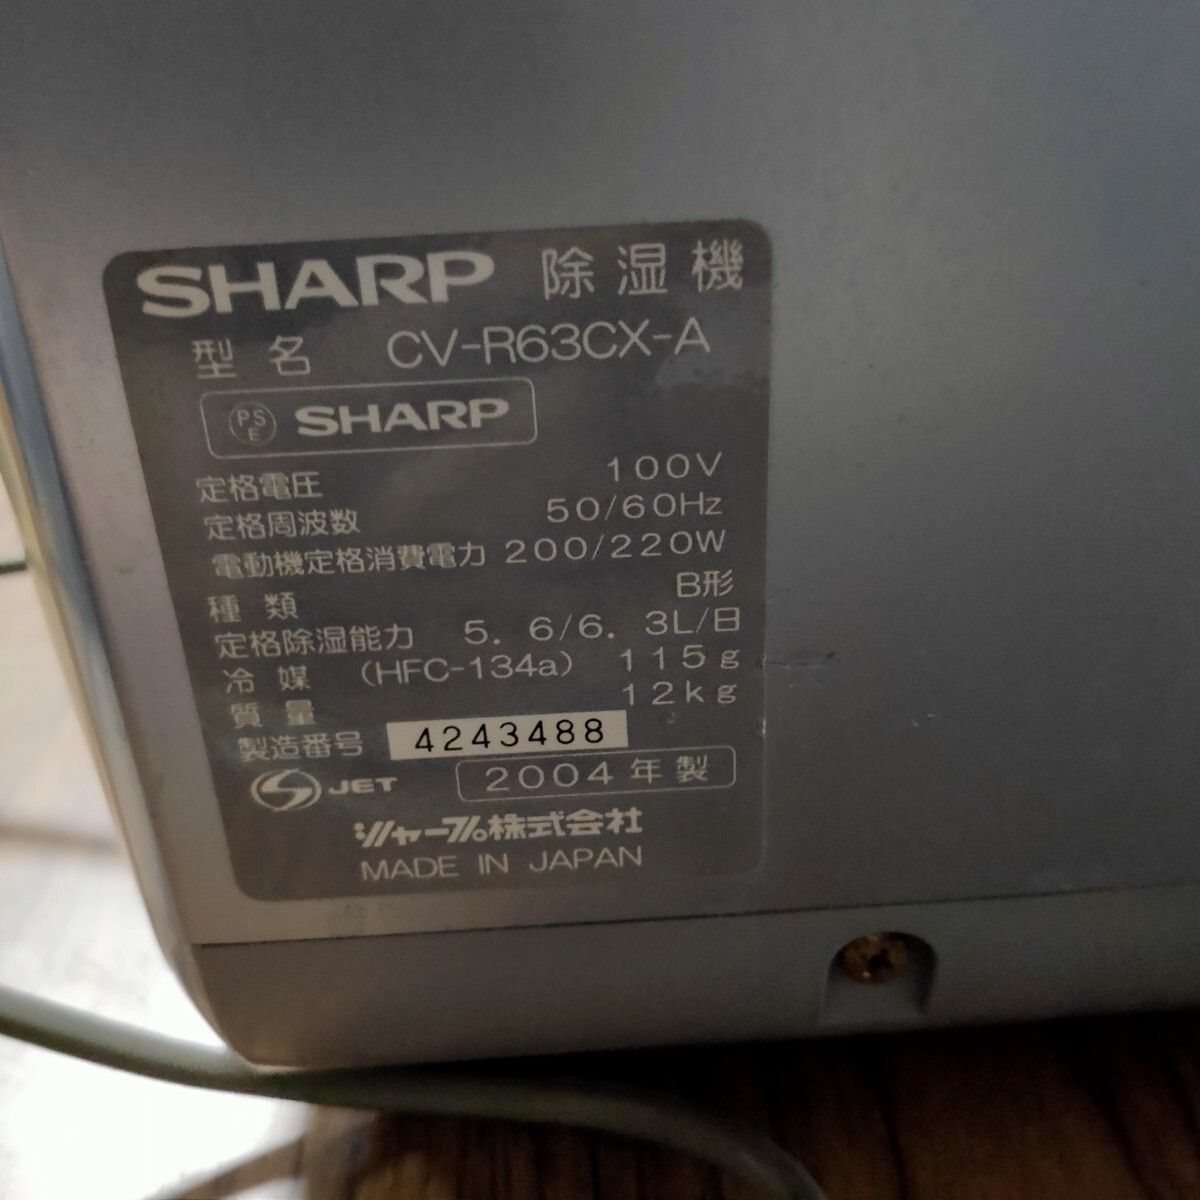 SHARP 除湿機
型名 CV-R63CX-A
PSE SHARP
定格電圧 100V
定格周波数 50/60Hz
電動機定格消費電力 200/220W
種類 B形
定格除湿能力 5.6/6.3L/日
冷媒 (HFC-134a) 115g
質量 12kg
製造番号 4243488
JET 2004年製
シャープ株式会社
MADE IN JAPAN